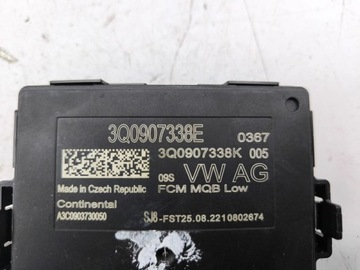 3Q0907338E 0367
3Q0907338K 005
09S VW AG
Made in Czech Republic FCM MQB Low
Continental
A3C0903730050 SJ8-FST25.08.2210802674